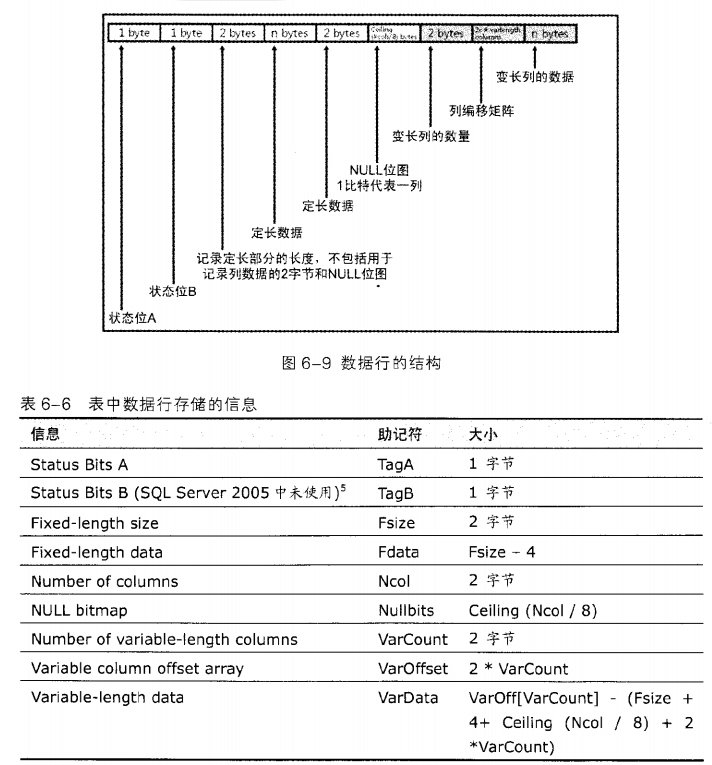 1 byte 1 byte 2 bytes n bytes 2 bytes Ceiling (Ncol/8) bytes 2 bytes 2x # varlength columns n bytes
变长列的数据
列编移矩阵
变长列的数量
NULL位图
1比特代表一列
定长数据
定长数据
记录定长部分的长度，不包括用于
记录列数据的2字节和NULL位图
状态位B
状态位A
图 6–9 数据行的结构
表 6–6 表中数据行存储的信息
信息 助记符 大小
Status Bits A TagA 1 字节
Status Bits B (SQL Server 2005 中未使用)5 TagB 1 字节
Fixed-length size Fsize 2 字节
Fixed-length data Fdata Fsize – 4
Number of columns Ncol 2 字节
NULL bitmap Nullbits Ceiling (Ncol / 8)
Number of variable-length columns VarCount 2 字节
Variable column offset array VarOffset 2 * VarCount
Variable-length data VarData VarOff[VarCount] - (Fsize +
4+ Ceiling (Ncol / 8) + 2
*VarCount)